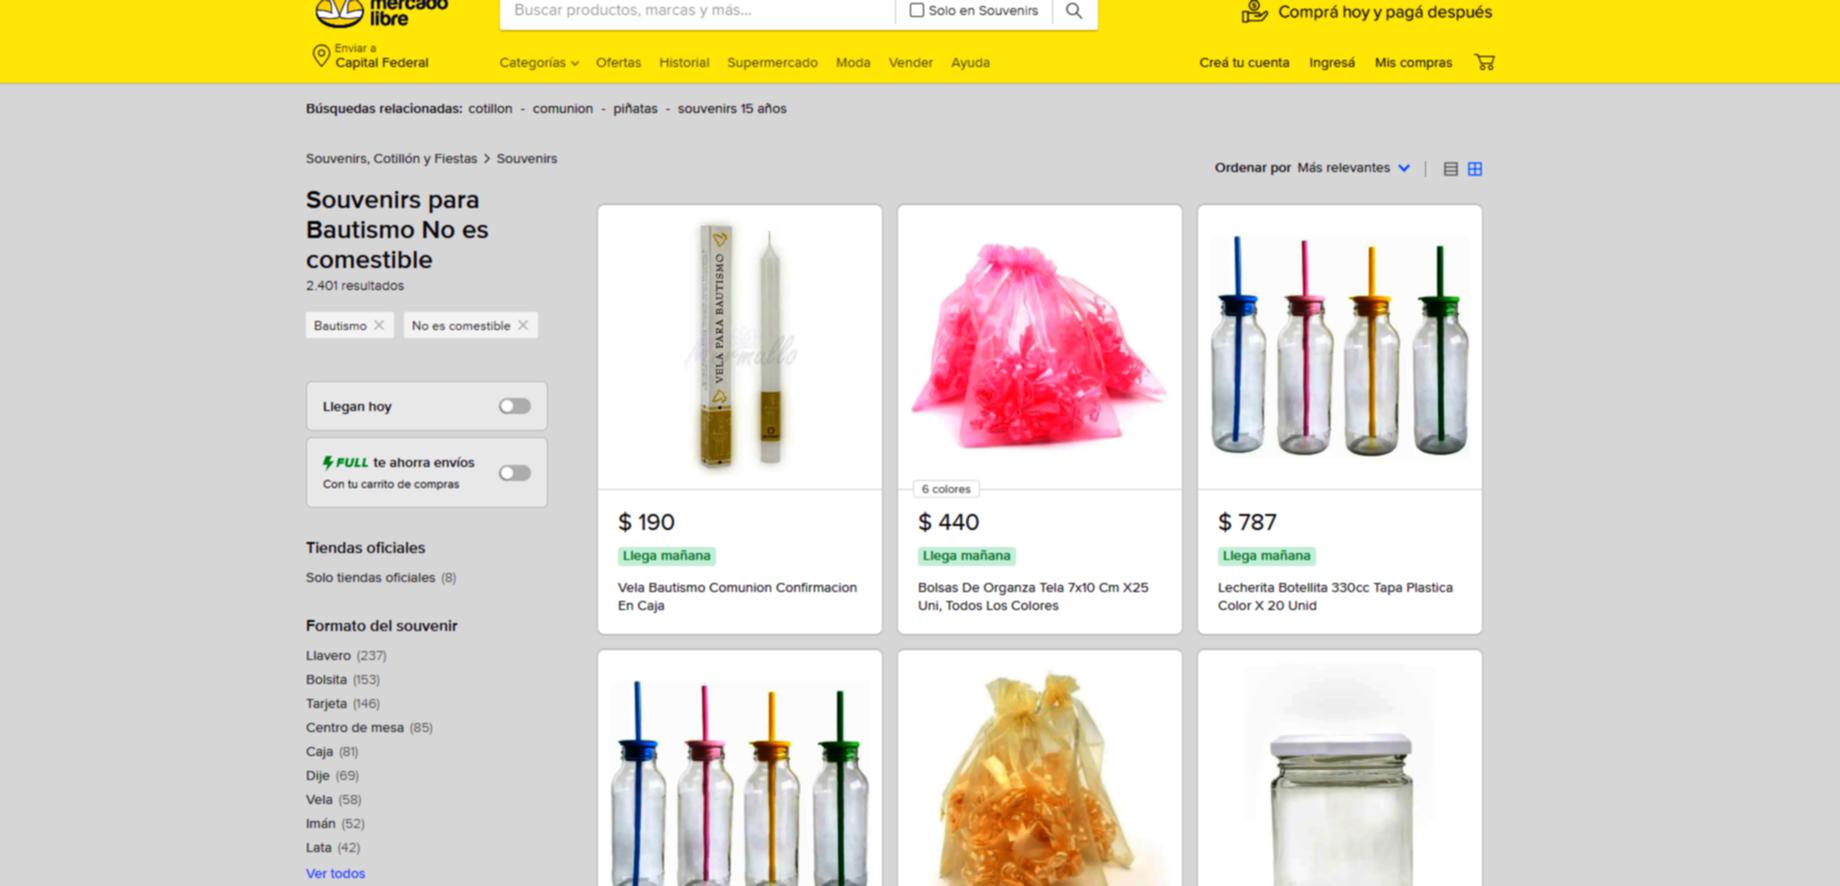 mercado
libre
Buscar productos, marcas y más...
Solo en Souvenirs
Comprá hoy y pagá después
Enviar a
Capital Federal
Categorías Ofertas Historial Supermercado Moda Vender Ayuda
Creá tu cuenta Ingresá Mis compras
Búsquedas relacionadas: cotillon - comunion - piñatas - souvenirs 15 años
Souvenirs, Cotillón y Fiestas > Souvenirs
Ordenar por Más relevantes
Souvenirs para
Bautismo No es
comestible
2.401 resultados
Bautismo × No es comestible ×
Llegan hoy
FULL te ahorra envíos
Con tu carrito de compras
Tiendas oficiales
Solo tiendas oficiales (8)
Formato del souvenir
Llavero (237)
Bolsita (153)
Tarjeta (146)
Centro de mesa (85)
Caja (81)
Dije (69)
Vela (58)
Imán (52)
Lata (42)
Ver todos
VELA PARA BAUTISMO
$ 190
Llega mañana
Vela Bautismo Comunion Confirmacion
En Caja
6 colores
$ 440
Llega mañana
Bolsas De Organza Tela 7x10 Cm X25
Uni, Todos Los Colores
$ 787
Llega mañana
Lecherita Botellita 330cc Tapa Plastica
Color X 20 Unid